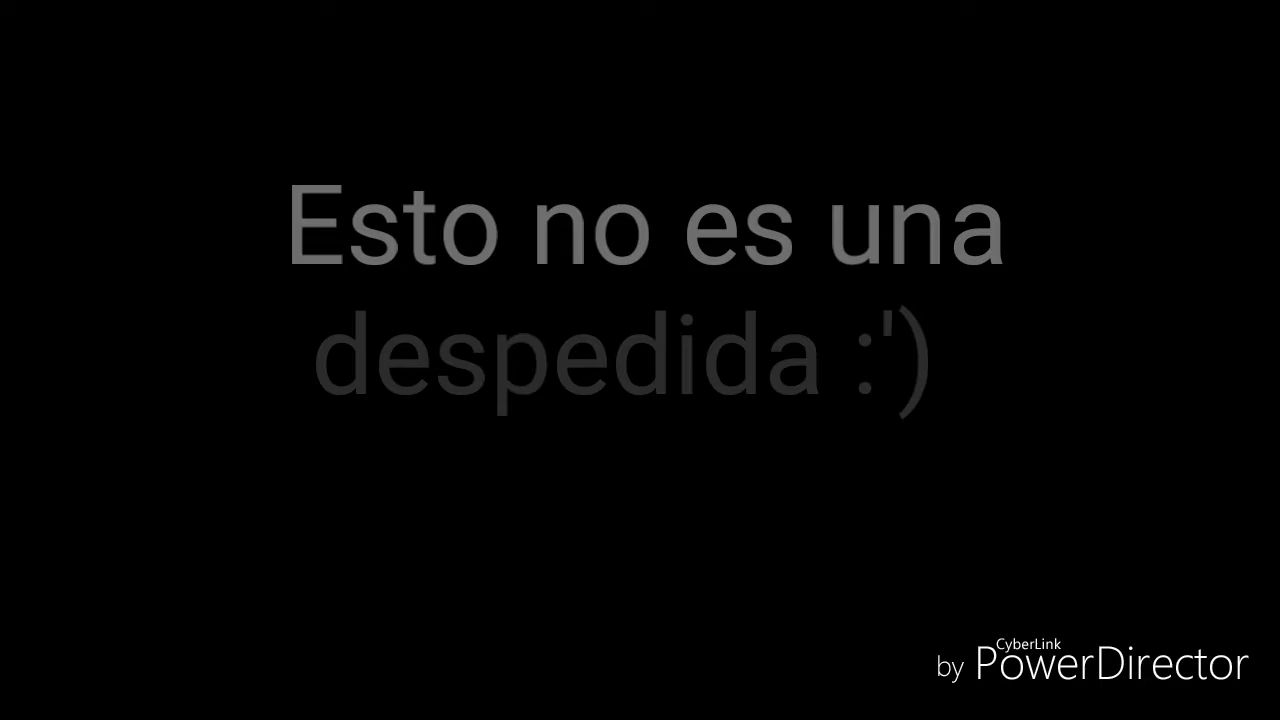 Esto no es una
despedida :')
CyberLink
by PowerDirector